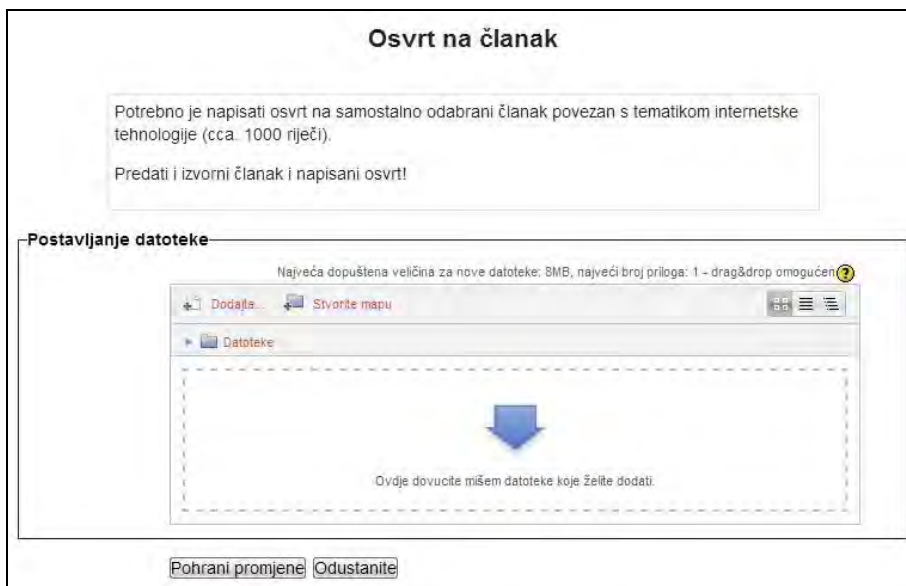 Osvrt na članak
Potrebno je napisati osvrt na samostalno odabrani članak povezan s tematikom internetske
tehnologije (cca. 1000 riječi).
Predati i izvorni članak i napisani osvrt!
Postavljanje datoteke
Najveća dopuštena veličina za nove datoteke: 8MB, najveći broj priloga: 1 - drag&drop omogućen ?
Dodajte... Stvorite mapu
Datoteke
Ovdje dovucite mišem datoteke koje želite dodati.
Pohrani promjene Odustanite